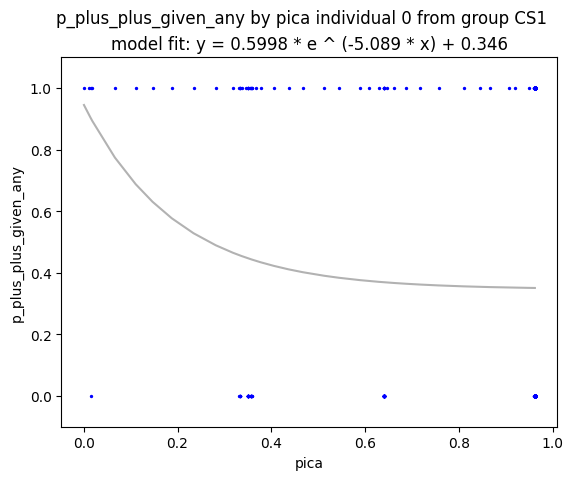 p_plus_plus_given_any by pica individual 0 from group CS1
model fit: y = 0.5998 * e ^ (-5.089 * x) + 0.346
p_plus_plus_given_any
1.0
0.8
0.6
0.4
0.2
0.0
0.0 0.2 0.4 0.6 0.8 1.0
pica